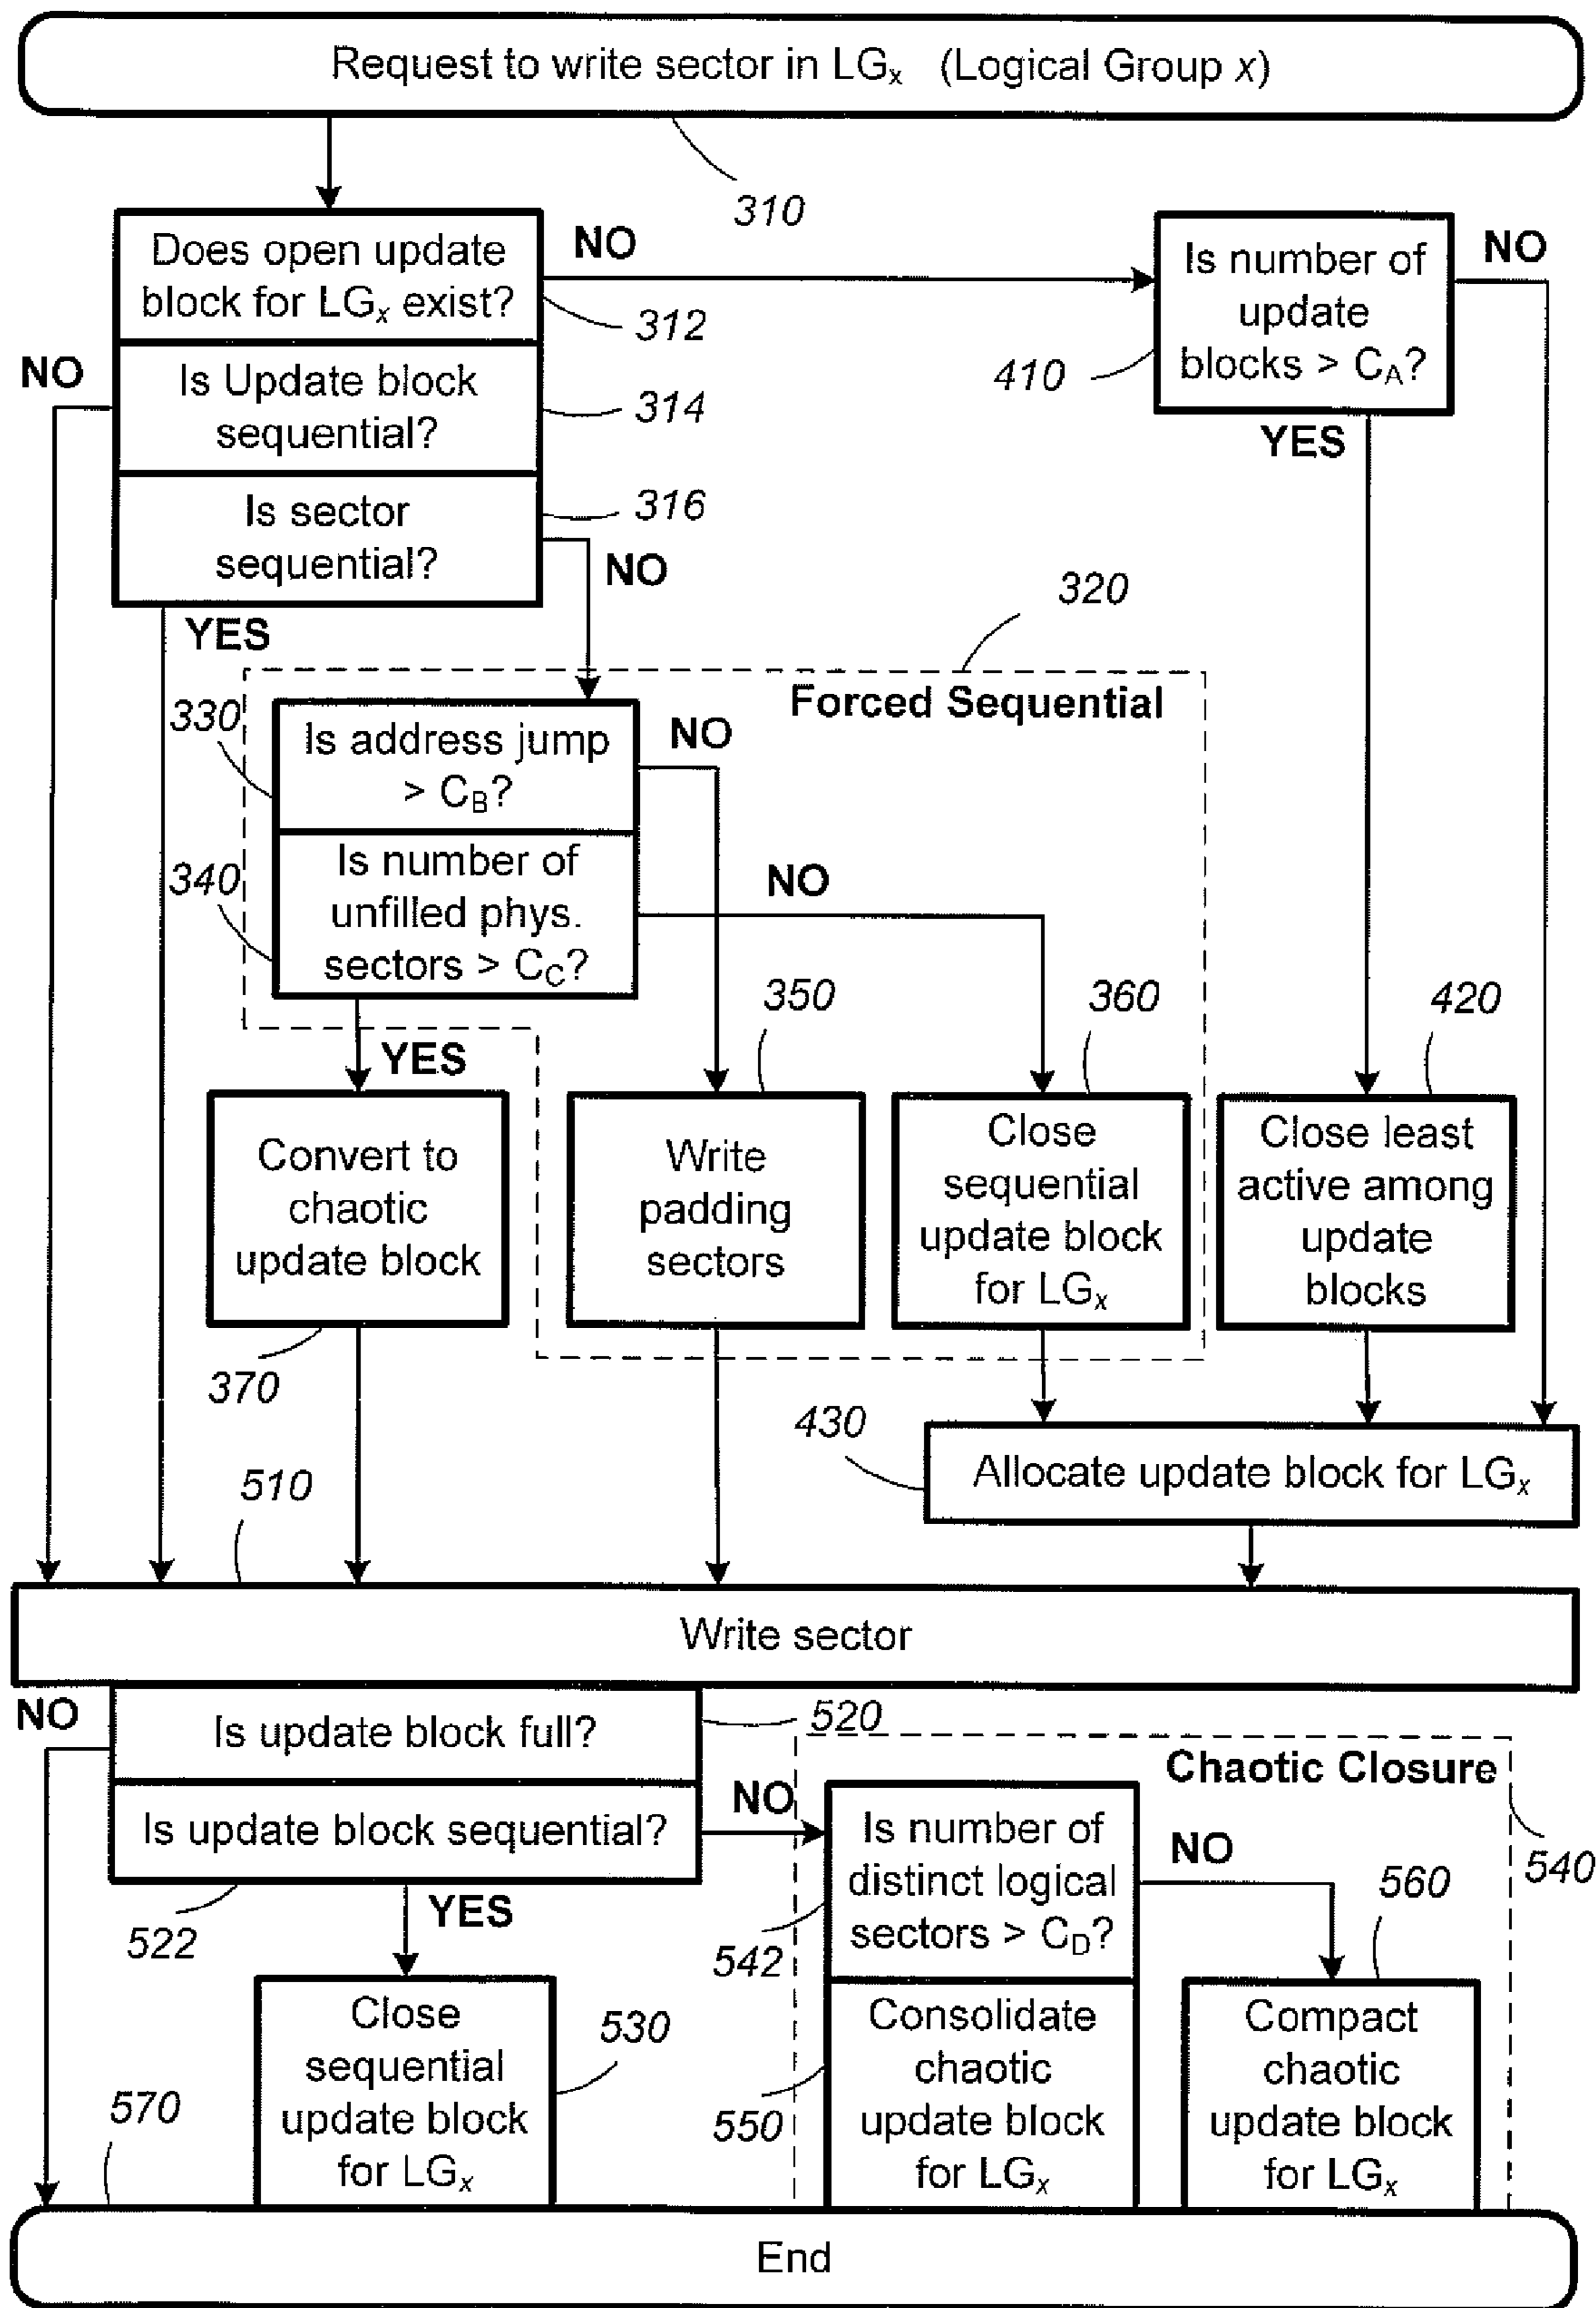 Request to write sector in LGx (Logical Group x)
310
Does open update
block for LGx exist?
NO
312
Is number of
update
blocks > CA?
NO
410
YES
NO
Is Update block
sequential?
314
Is sector
sequential?
316
NO
YES
320
Forced Sequential
330
Is address jump
> CB?
NO
340
Is number of
unfilled phys.
sectors > CC?
NO
YES
350
360
420
Convert to
chaotic
update block
370
Write
padding
sectors
Close
sequential
update block
for LGx
Close least
active among
update
blocks
430
Allocate update block for LGx
510
Write sector
NO
Is update block full?
520
Is update block sequential?
522
NO
YES
Chaotic Closure
540
Is number of
distinct logical
sectors > CD?
542
NO
560
Close
sequential
update block
for LGx
530
Consolidate
chaotic
update block
for LGx
550
Compact
chaotic
update block
for LGx
570
End